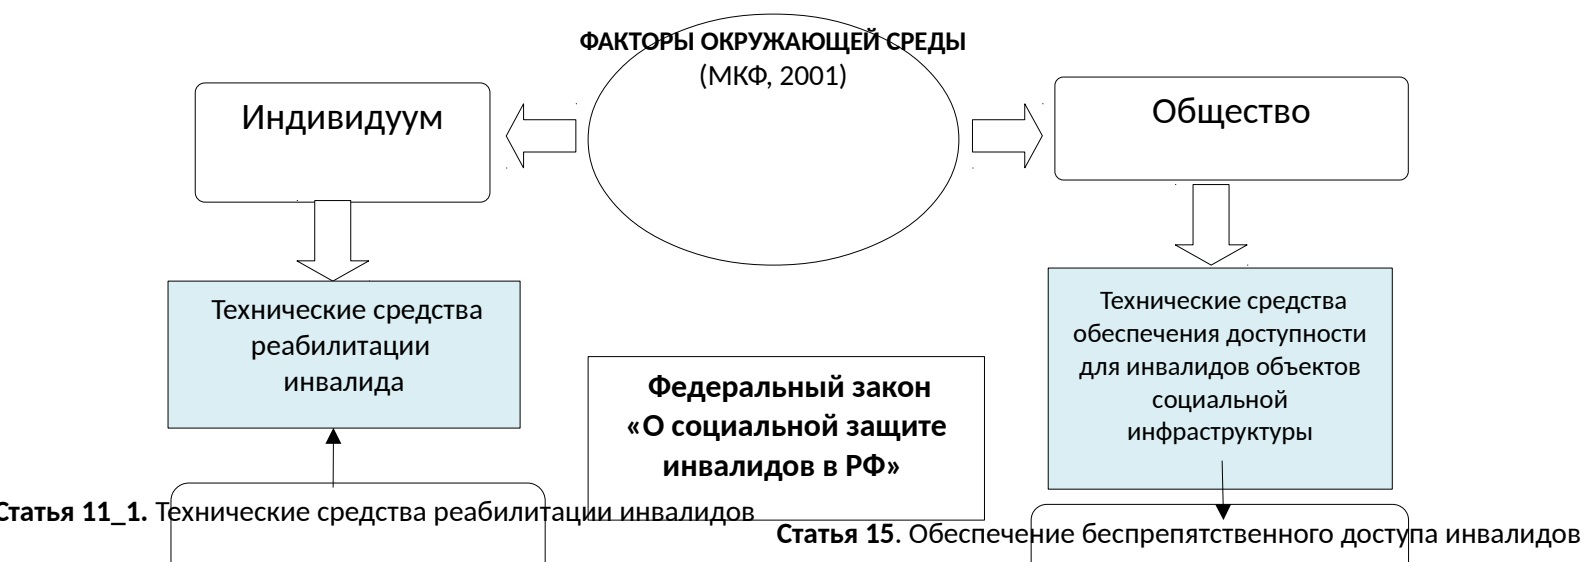 ФАКТОРЫ ОКРУЖАЮЩЕЙ СРЕДЫ
(МКФ, 2001)
Индивидуум
Общество
Технические средства
реабилитации
инвалида
Технические средства
обеспечения доступности
для инвалидов объектов
социальной
инфраструктуры
Федеральный закон
«О социальной защите
инвалидов в РФ»
Статья 11_1. Технические средства реабилитации инвалидов
Статья 15. Обеспечение беспрепятственного доступа инвалидов